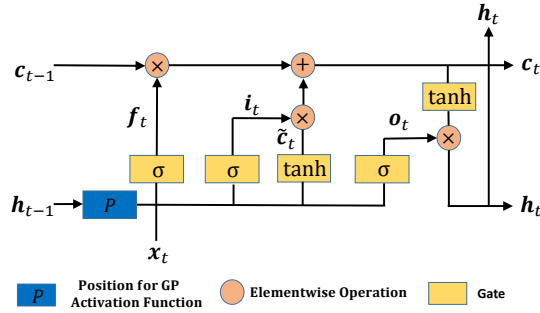 h_t
c_{t-1} × + c_t
tanh
f_t i_t × c̃_t o_t ×
σ σ tanh σ
h_{t-1} P h_t
x_t
P Position for GP Activation Function
Elementwise Operation
Gate